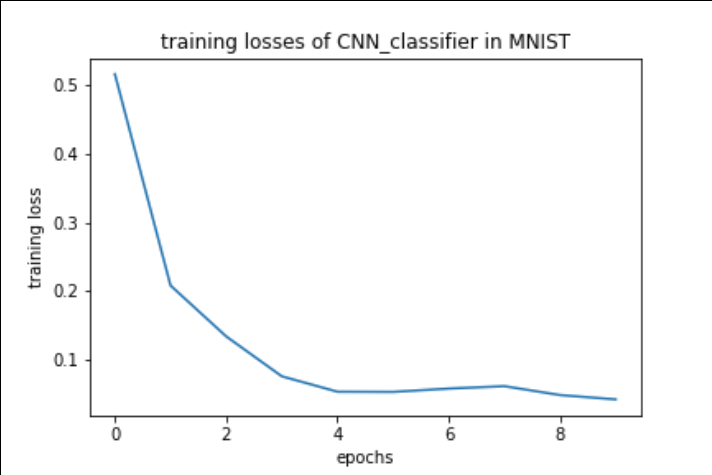 training losses of CNN_classifier in MNIST
0.5
0.4
0.3
0.2
0.1
training loss
0 2 4 6 8
epochs